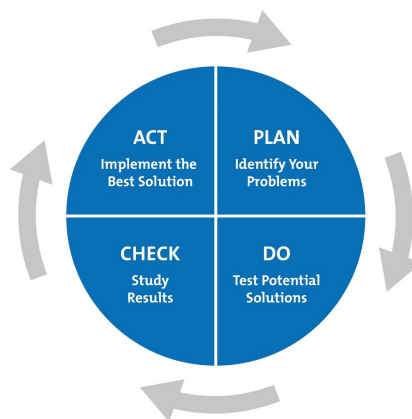 ACT
Implement the
Best Solution
PLAN
Identify Your
Problems
CHECK
Study
Results
DO
Test Potential
Solutions